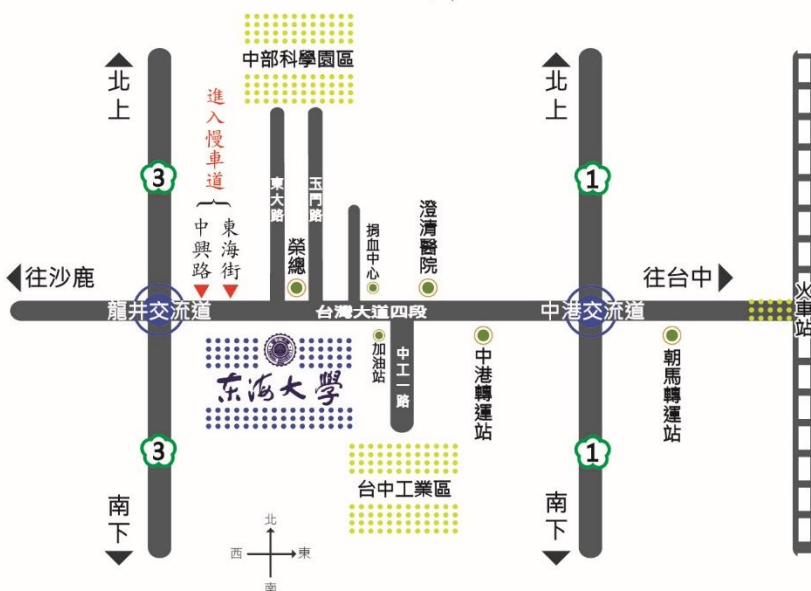 中部科學園區
北上
北上
進入慢車道
3
1
東大路
玉門路
中興路
東海街
榮總
捐血中心
澄清醫院
往沙鹿
往台中
火車站
龍井交流道
台灣大道四段
中港交流道
東海大學
加油站
中工一路
中港轉運站
朝馬轉運站
3
1
台中工業區
南下
南下
北
西
東
南